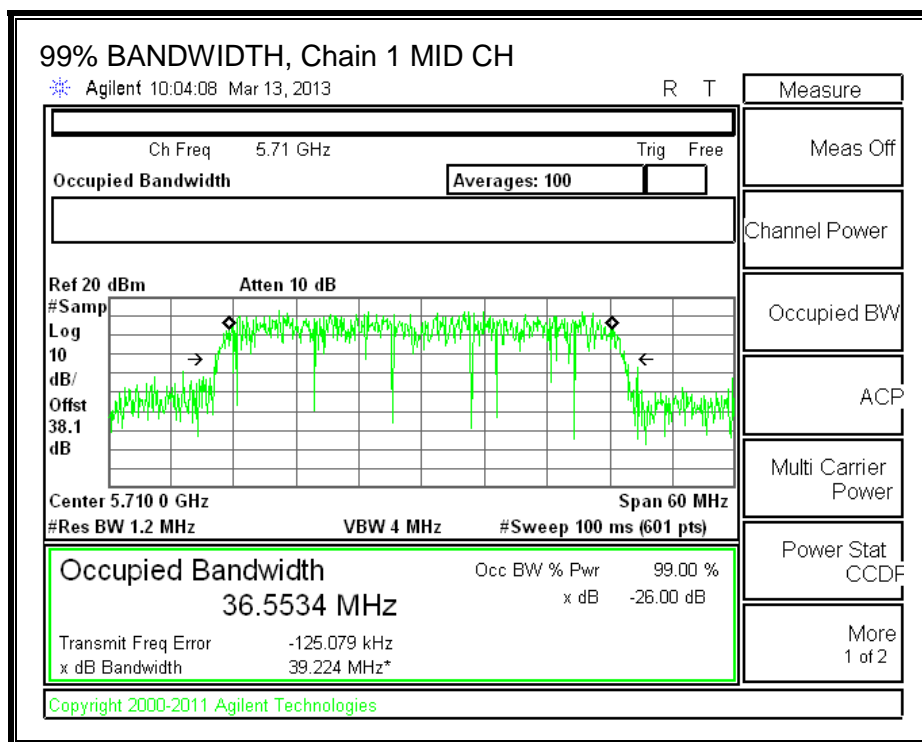 99% BANDWIDTH, Chain 1 MID CH
Agilent 10:04:08 Mar 13, 2013 R T
Measure
Ch Freq 5.71 GHz Trig Free
Occupied Bandwidth Averages: 100
Ref 20 dBm Atten 10 dB
#Samp
Log
10
dB/
Offst
38.1
dB
Center 5.710 0 GHz Span 60 MHz
#Res BW 1.2 MHz VBW 4 MHz #Sweep 100 ms (601 pts)
Occupied Bandwidth Occ BW % Pwr 99.00 %
36.5534 MHz x dB -26.00 dB
Transmit Freq Error -125.079 kHz
x dB Bandwidth 39.224 MHz*
Copyright 2000-2011 Agilent Technologies
Meas Off
Channel Power
Occupied BW
ACP
Multi Carrier
Power
Power Stat
CCDF
More
1 of 2